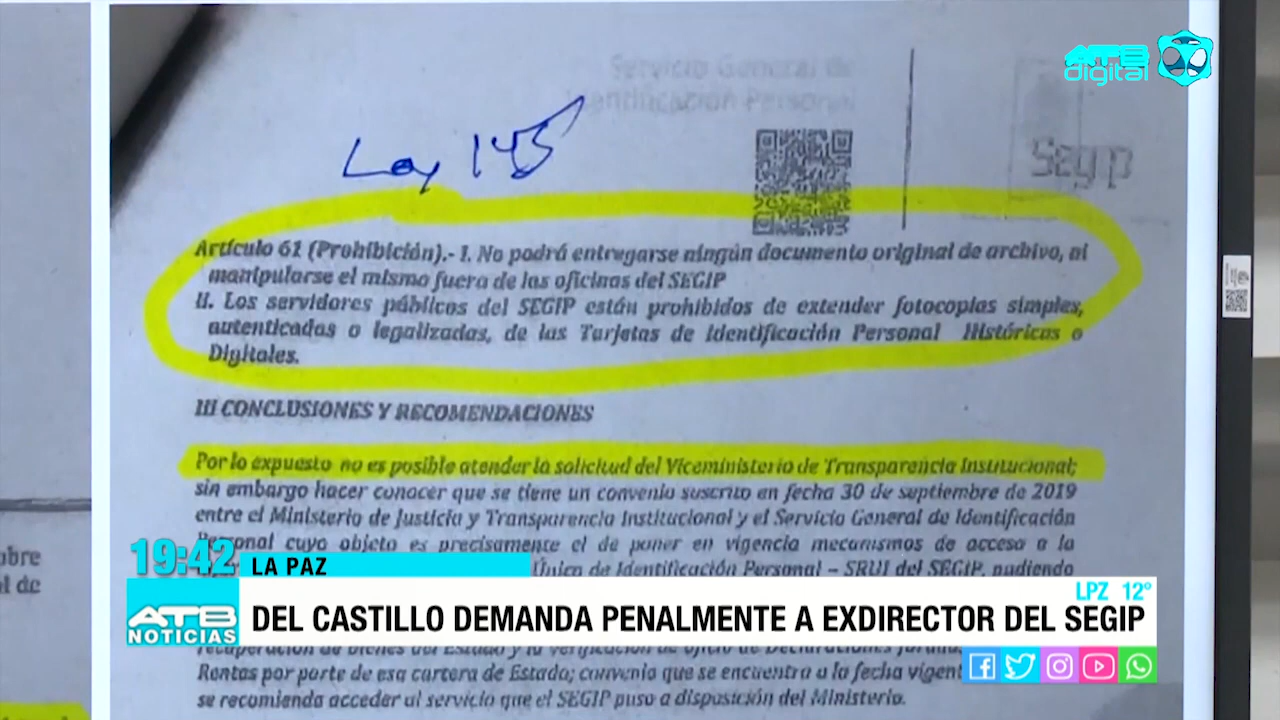 ATB
digital
Servicio General de
Identificación Personal
Segip
Ley 145
Artículo 61 (Prohibición).- I. No podrá entregarse ningún documento original de archivo, ni
manipularse el mismo fuera de las oficinas del SEGIP
II. Los servidores públicos del SEGIP están prohibidos de extender fotocopias simples,
autenticadas o legalizadas, de las Tarjetas de Identificación Personal Históricas o
Digitales.
III CONCLUSIONES Y RECOMENDACIONES
Por lo expuesto no es posible atender la solicitud del Viceministerio de Transparencia Institucional;
sin embargo hacer conocer que se tiene un convenio suscrito en fecha 30 de septiembre de 2019
entre el Ministerio de Justicia y Transparencia Institucional y el Servicio General de Identificación
Personal cuyo objeto es precisamente el de poner en vigencia mecanismos de acceso a la
Único de Identificación Personal – SRUI del SEGIP, pudiendo
19:42
LA PAZ
LPZ 12°
ATB
NOTICIAS
DEL CASTILLO DEMANDA PENALMENTE A EXDIRECTOR DEL SEGIP
Rentas por parte de esa cartera de Estado; convenio que se encuentra a la fecha
se recomienda acceder al servicio que el SEGIP puso a disposición del Ministerio.